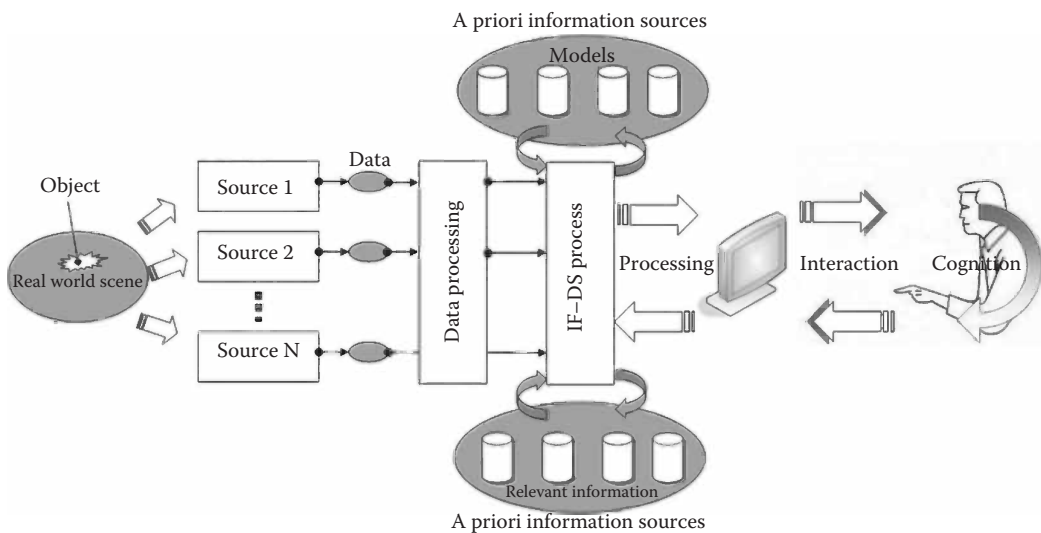 A priori information sources
Models
Data
Object
Source 1
Source 2
Source N
Real world scene
Data processing
IF–DS process
Processing
Interaction
Cognition
Relevant information
A priori information sources